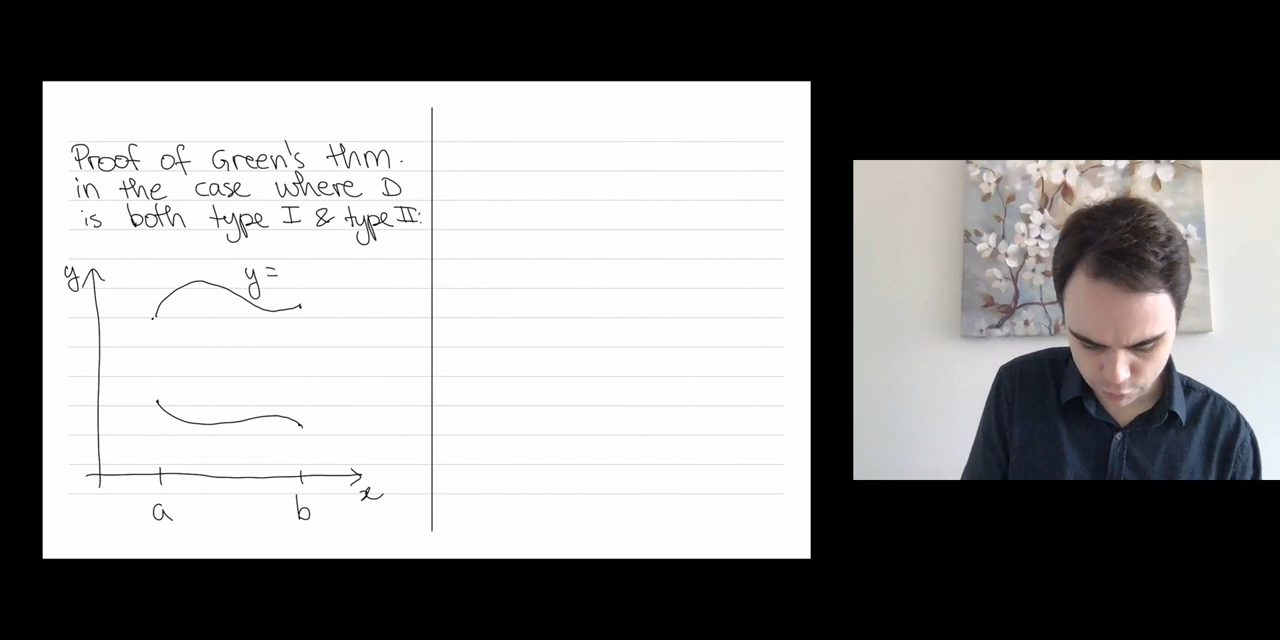 Proof of Green's thm.
in the case where D
is both type I & type II:
y
y =
x
a
b